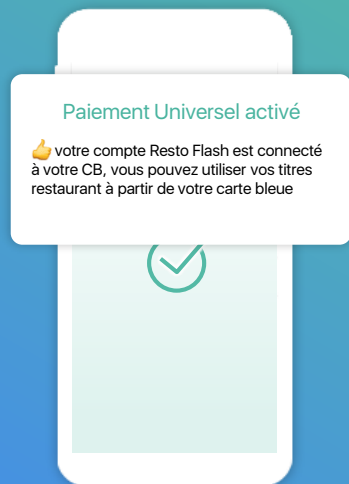 Paiement Universel activé
👍 votre compte Resto Flash est connecté
à votre CB, vous pouvez utiliser vos titres
restaurant à partir de votre carte bleue